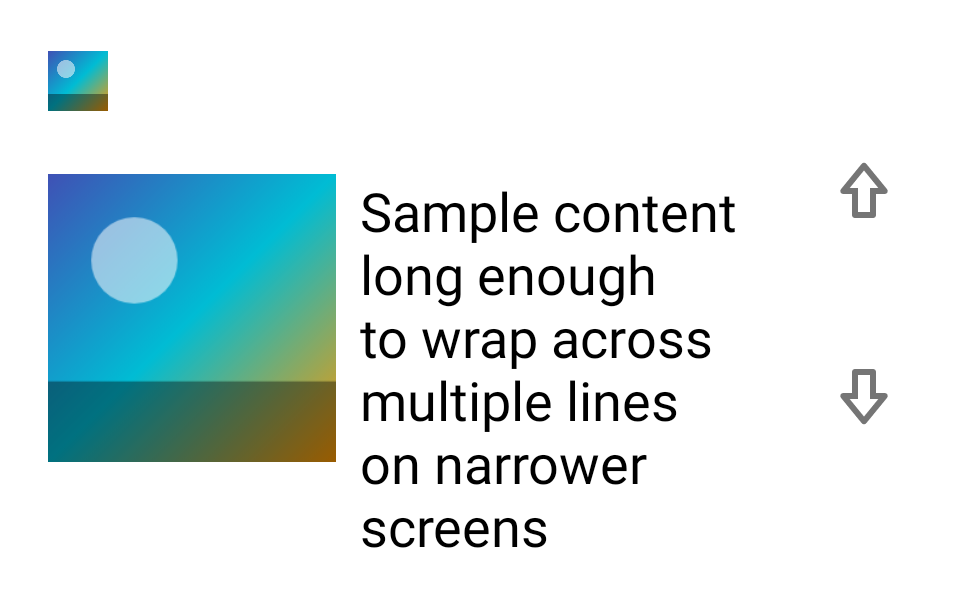 Sample content
long enough
to wrap across
multiple lines
on narrower
screens